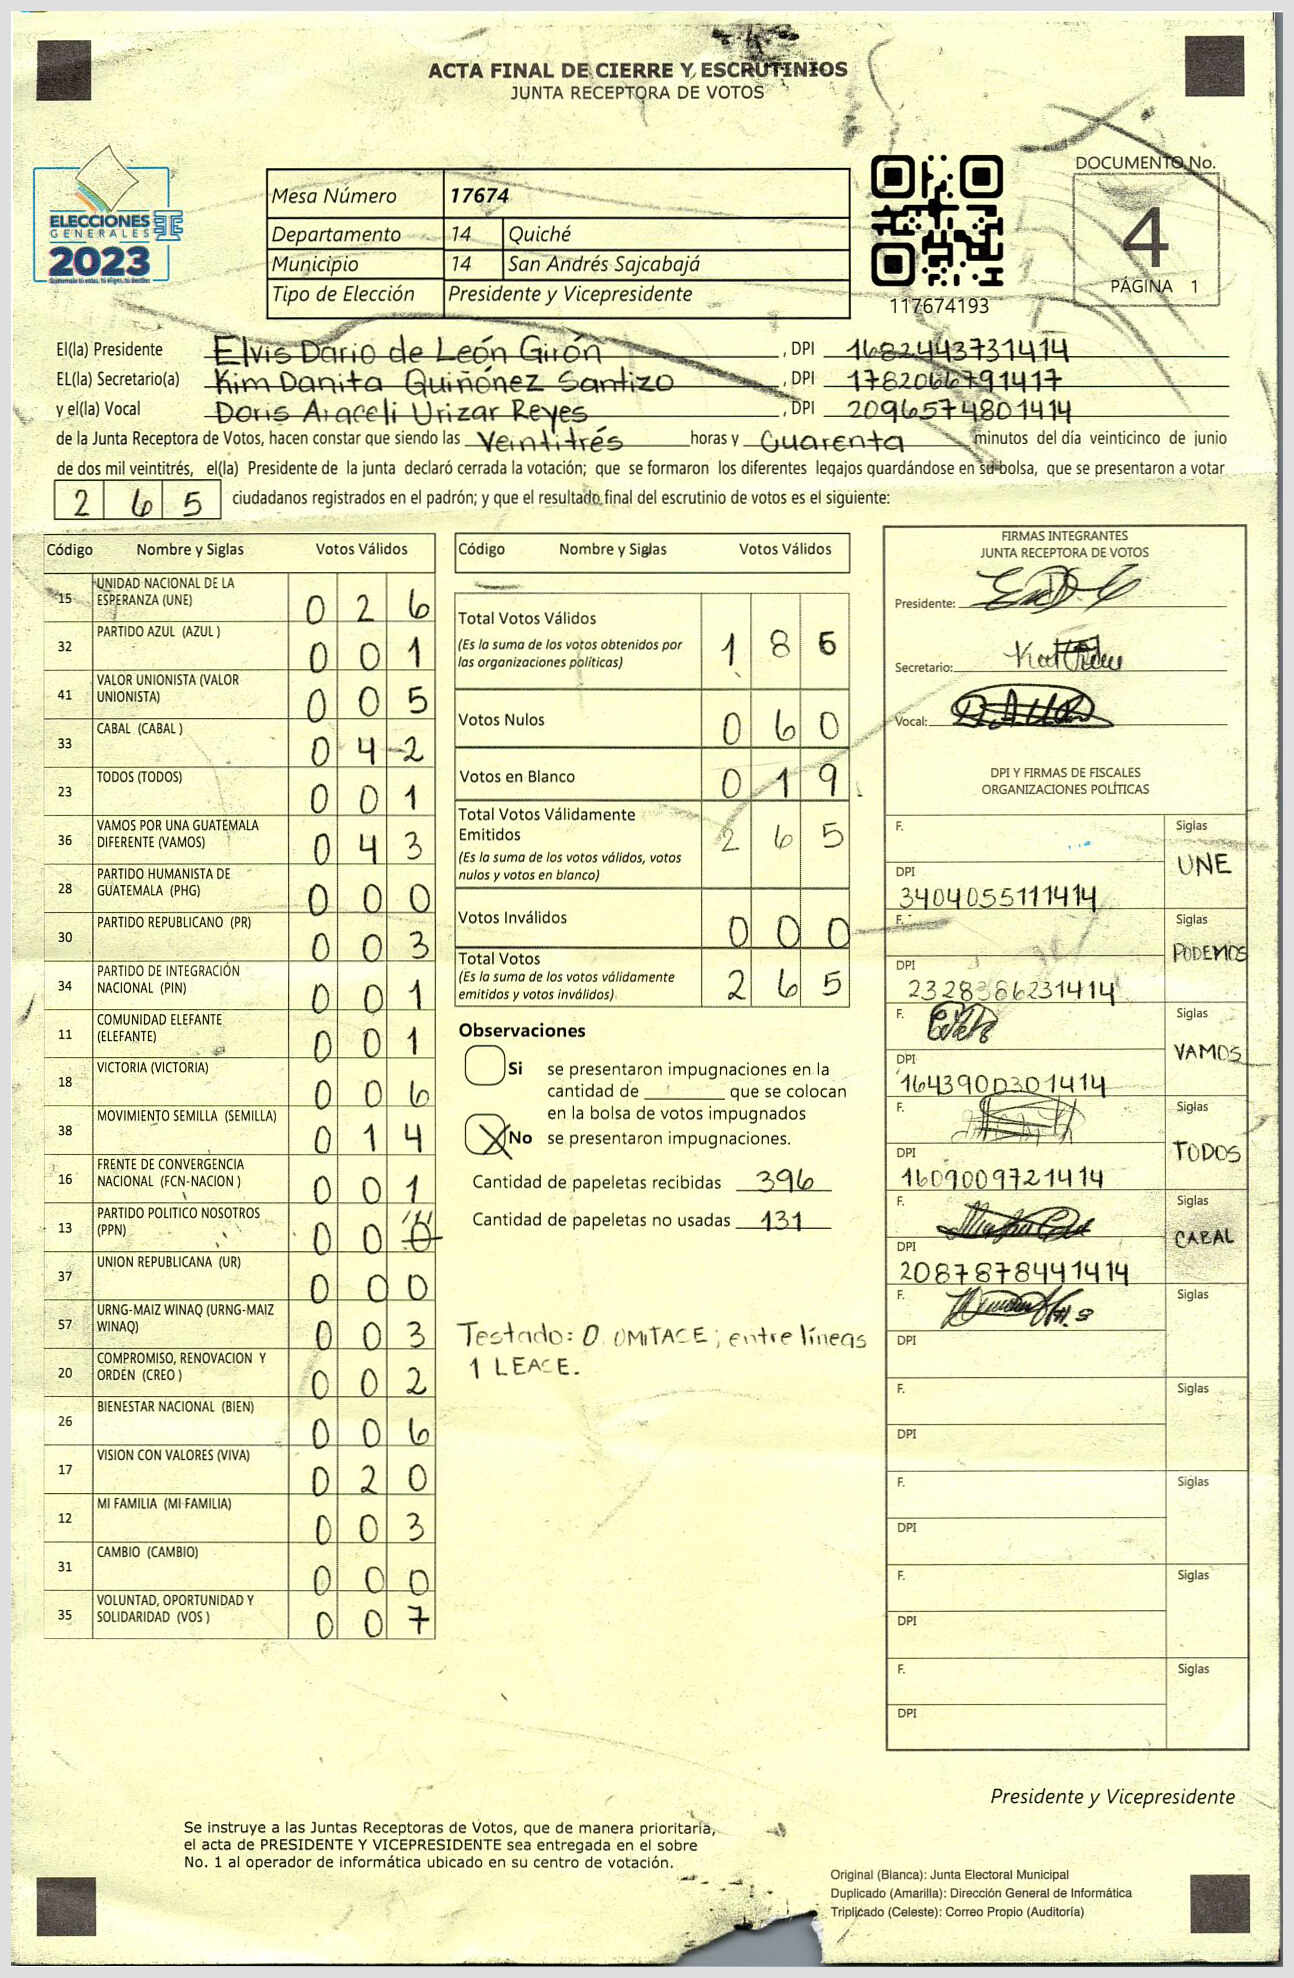 ACTA FINAL DE CIERRE Y ESCRUTINIOS
JUNTA RECEPTORA DE VOTOS
ELECCIONES
GENERALES
2023
Mesa Número 17674
Departamento 14 Quiché
Municipio 14 San Andrés Sajcabajá
Tipo de Elección Presidente y Vicepresidente
117674193
DOCUMENTO No.
4
PÁGINA 1
El(la) Presidente Elvis Dario de León Girón , DPI 1682443731414
EL(la) Secretario(a) Kim Danita Quiñónez Santizo , DPI 1782066791417
y el(la) Vocal Doris Araceli Urizar Reyes , DPI 2096574801414
de la Junta Receptora de Votos, hacen constar que siendo las Veintitrés horas y Cuarenta minutos del día veinticinco de junio
de dos mil veintitrés, el(la) Presidente de la junta declaró cerrada la votación; que se formaron los diferentes legajos guardándose en su bolsa, que se presentaron a votar
2 6 5 ciudadanos registrados en el padrón; y que el resultado final del escrutinio de votos es el siguiente:
Código Nombre y Siglas Votos Válidos
15 UNIDAD NACIONAL DE LA ESPERANZA (UNE) 0 2 6
32 PARTIDO AZUL (AZUL ) 0 0 1
41 VALOR UNIONISTA (VALOR UNIONISTA) 0 0 5
33 CABAL (CABAL ) 0 4 2
23 TODOS (TODOS) 0 0 1
36 VAMOS POR UNA GUATEMALA DIFERENTE (VAMOS) 0 4 3
28 PARTIDO HUMANISTA DE GUATEMALA (PHG) 0 0 0
30 PARTIDO REPUBLICANO (PR) 0 0 3
34 PARTIDO DE INTEGRACIÓN NACIONAL (PIN) 0 0 1
11 COMUNIDAD ELEFANTE (ELEFANTE) 0 0 1
18 VICTORIA (VICTORIA) 0 0 6
38 MOVIMIENTO SEMILLA (SEMILLA) 0 1 4
16 FRENTE DE CONVERGENCIA NACIONAL (FCN-NACION ) 0 0 1
13 PARTIDO POLITICO NOSOTROS (PPN) 0 0 0
37 UNION REPUBLICANA (UR) 0 0 0
57 URNG-MAIZ WINAQ (URNG-MAIZ WINAQ) 0 0 3
20 COMPROMISO, RENOVACION Y ORDEN (CREO ) 0 0 2
26 BIENESTAR NACIONAL (BIEN) 0 0 6
17 VISION CON VALORES (VIVA) 0 2 0
12 MI FAMILIA (MI FAMILIA) 0 0 3
31 CAMBIO (CAMBIO) 0 0 0
35 VOLUNTAD, OPORTUNIDAD Y SOLIDARIDAD (VOS ) 0 0 7
Código Nombre y Siglas Votos Válidos
Total Votos Válidos 1 8 6
(Es la suma de los votos obtenidos por
las organizaciones políticas)
Votos Nulos 0 6 0
Votos en Blanco 0 1 9
Total Votos Válidamente
Emitidos 2 6 5
(Es la suma de los votos válidos, votos
nulos y votos en blanco)
Votos Inválidos 0 0 0
Total Votos
(Es la suma de los votos válidamente
emitidos y votos inválidos) 2 6 5
Observaciones
Si se presentaron impugnaciones en la
cantidad de ________ que se colocan
en la bolsa de votos impugnados
X No se presentaron impugnaciones.
Cantidad de papeletas recibidas 396
Cantidad de papeletas no usadas 131
Testado: 0. OMITACE; entre líneas
1 LEACE.
FIRMAS INTEGRANTES
JUNTA RECEPTORA DE VOTOS
Presidente:
Secretario:
Vocal:
DPI Y FIRMAS DE FISCALES
ORGANIZACIONES POLÍTICAS
F. Siglas
UNE
DPI
3404055111414
F. Siglas
PODEMOS
DPI
2328386231414
F. Siglas
VAMOS
DPI
1643900301414
F. Siglas
TODOS
DPI
1609009721414
F. Siglas
CABAL
DPI
2087878441414
F. Siglas
DPI
F. Siglas
DPI
F. Siglas
DPI
F. Siglas
DPI
F. Siglas
DPI
Presidente y Vicepresidente
Se instruye a las Juntas Receptoras de Votos, que de manera prioritaria,
el acta de PRESIDENTE Y VICEPRESIDENTE sea entregada en el sobre
No. 1 al operador de informática ubicado en su centro de votación.
Original (Blanca): Junta Electoral Municipal
Duplicado (Amarilla): Dirección General de Informática
Triplicado (Celeste): Correo Propio (Auditoría)